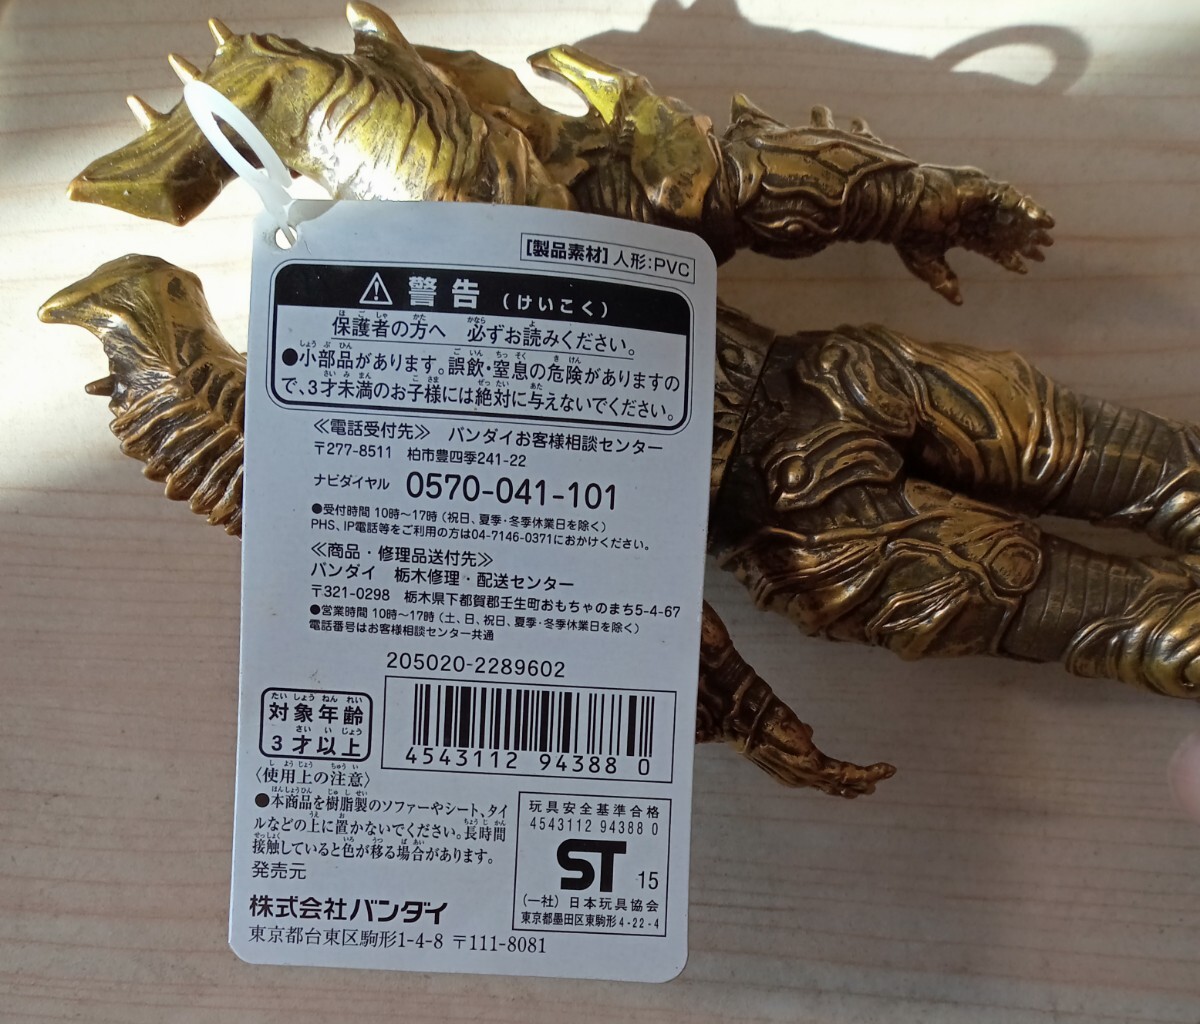 [製品素材] 人形:PVC
警告 (けいこく)
保護者の方へ 必ずお読みください。
●小部品があります。誤飲・窒息の危険がありますの
で、3才未満のお子様には絶対に与えないでください。
≪電話受付先≫ バンダイお客様相談センター
〒277-8511 柏市豊四季241-22
ナビダイヤル 0570-041-101
●受付時間 10時〜17時 (祝日、夏季・冬季休業日を除く)
PHS、IP電話等をご利用の方は04-7146-0371におかけください。
≪商品・修理品送付先≫
バンダイ 栃木修理・配送センター
〒321-0298 栃木県下都賀郡壬生町おもちゃのまち5-4-67
●営業時間 10時〜17時 (土、日、祝日、夏季・冬季休業日を除く)
電話番号はお客様相談センター共通
205020-2289602
対象年齢
3才以上
4543112 94388 0
〈使用上の注意〉
●本商品を樹脂製のソファーやシート、タイ
ルなどの上に置かないでください。長時間
接触していると色が移る場合があります。
発売元
株式会社バンダイ
東京都台東区駒形1-4-8 〒111-8081
玩具安全基準合格
4543112 94388 0
ST 15
(一社) 日本玩具協会
東京都墨田区東駒形4-22-4